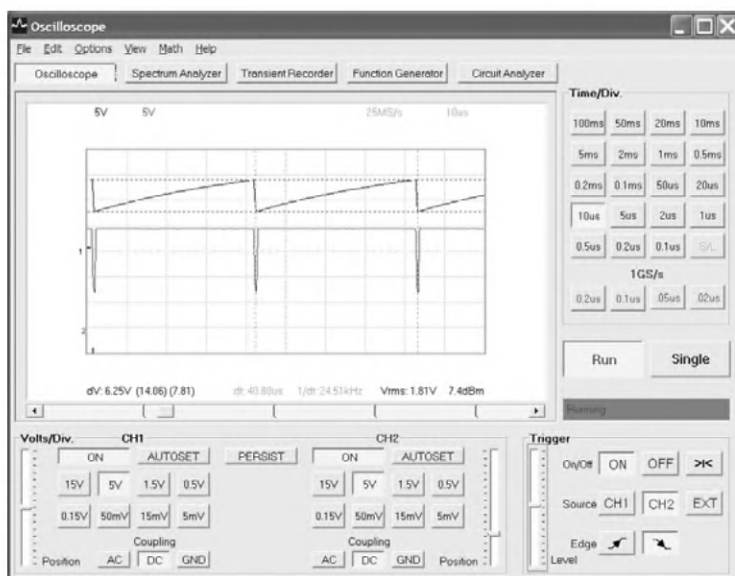 Oscilloscope
File Edit Options View Math Help
Oscilloscope Spectrum Analyzer Transient Recorder Function Generator Circuit Analyzer
5V 5V 25MS/s 10us
1
2
1
dV: 6.25V (14.06) (7.81) dt: 40.80us 1/dt: 24.51kHz Vrms: 1.81V 7.4dBm
Time/Div.
100ms 50ms 20ms 10ms
5ms 2ms 1ms 0.5ms
0.2ms 0.1ms 50us 20us
10us 5us 2us 1us
0.5us 0.2us 0.1us S/L
1GS/s
0.2us 0.1us .05us .02us
Run Single
Running
Volts/Div. CH1 CH2
ON AUTOSET PERSIST ON AUTOSET
15V 5V 1.5V 0.5V 15V 5V 1.5V 0.5V
0.15V 50mV 15mV 5mV 0.15V 50mV 15mV 5mV
Coupling Coupling
Position AC DC GND AC DC GND Position
Trigger
On/Off ON OFF
Source CH1 CH2 EXT
Edge
Level